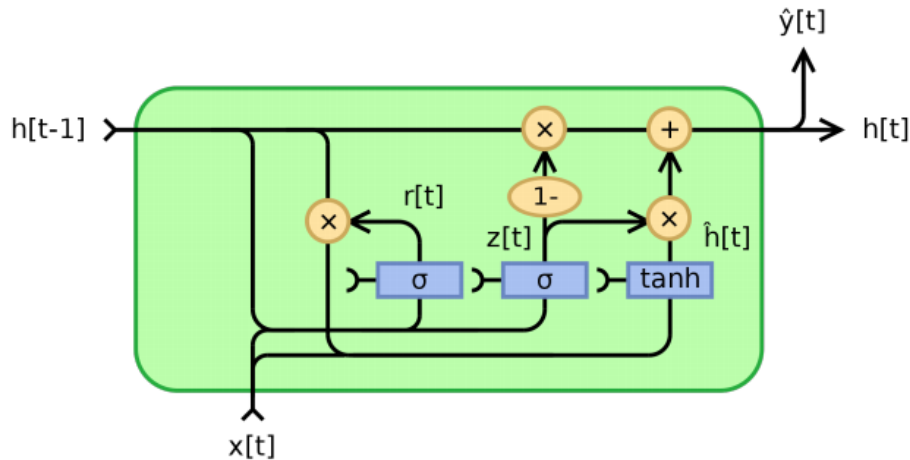 ŷ[t]
h[t-1]
×
+
h[t]
r[t]
1-
×
z[t]
×
ĥ[t]
σ
σ
tanh
x[t]